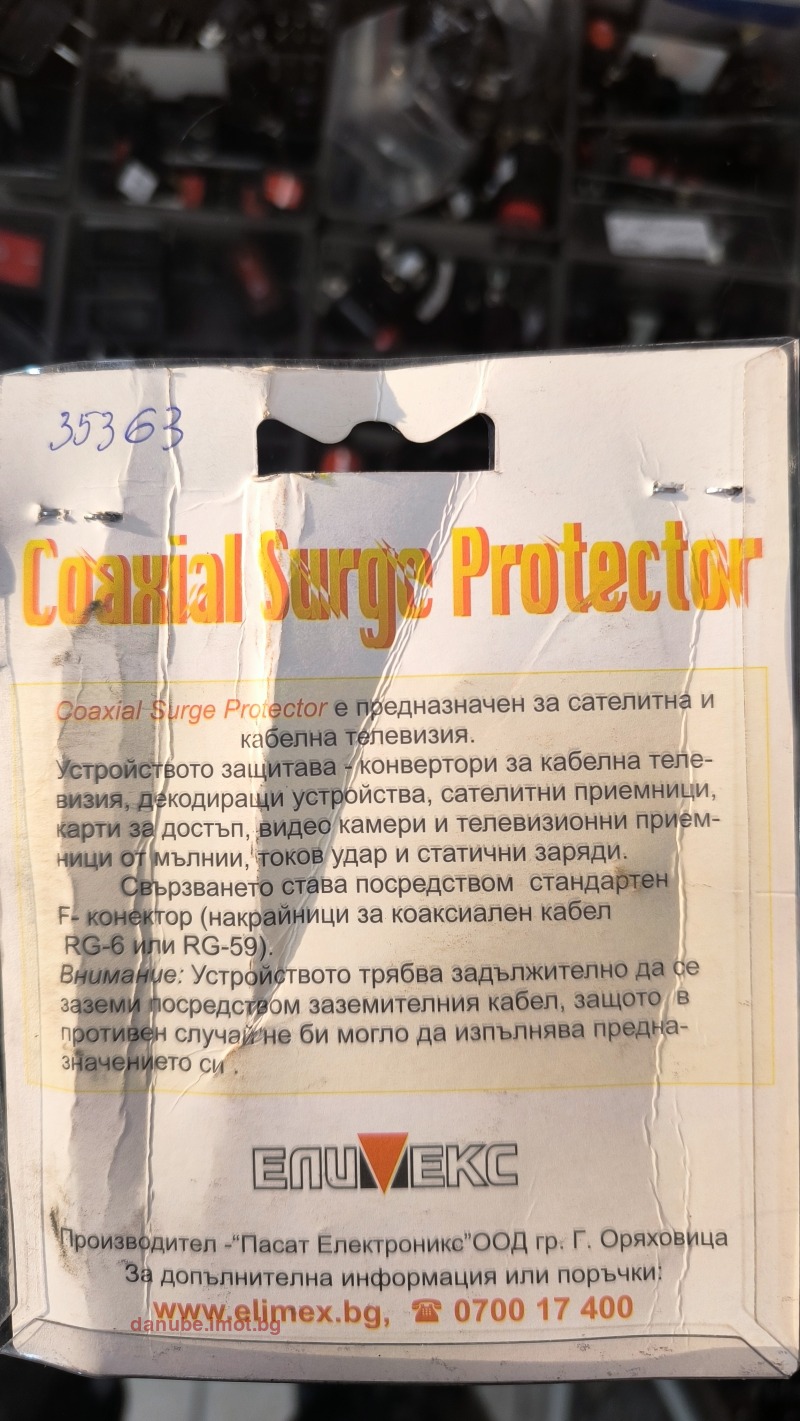 35363
Coaxial Surge Protector
Coaxial Surge Protector е предназначен за сателитна и
кабелна телевизия.
Устройството защитава - конвертори за кабелна теле-
визия, декодиращи устройства, сателитни приемници,
карти за достъп, видео камери и телевизионни прием-
ници от мълнии, токов удар и статични заряди.
Свързването става посредством стандартен
F- конектор (накрайници за коаксиален кабел
RG-6 или RG-59).
Внимание: Устройството трябва задължително да се
заземи посредством заземителния кабел, защото в
противен случай не би могло да изпълнява предна-
значението си .
ЕЛИМЕКС
Производител -“Пасат Електроникс”ООД гр. Г. Оряховица
За допълнителна информация или поръчки:
www.elimex.bg, ☎ 0700 17 400
danube.imot.bg